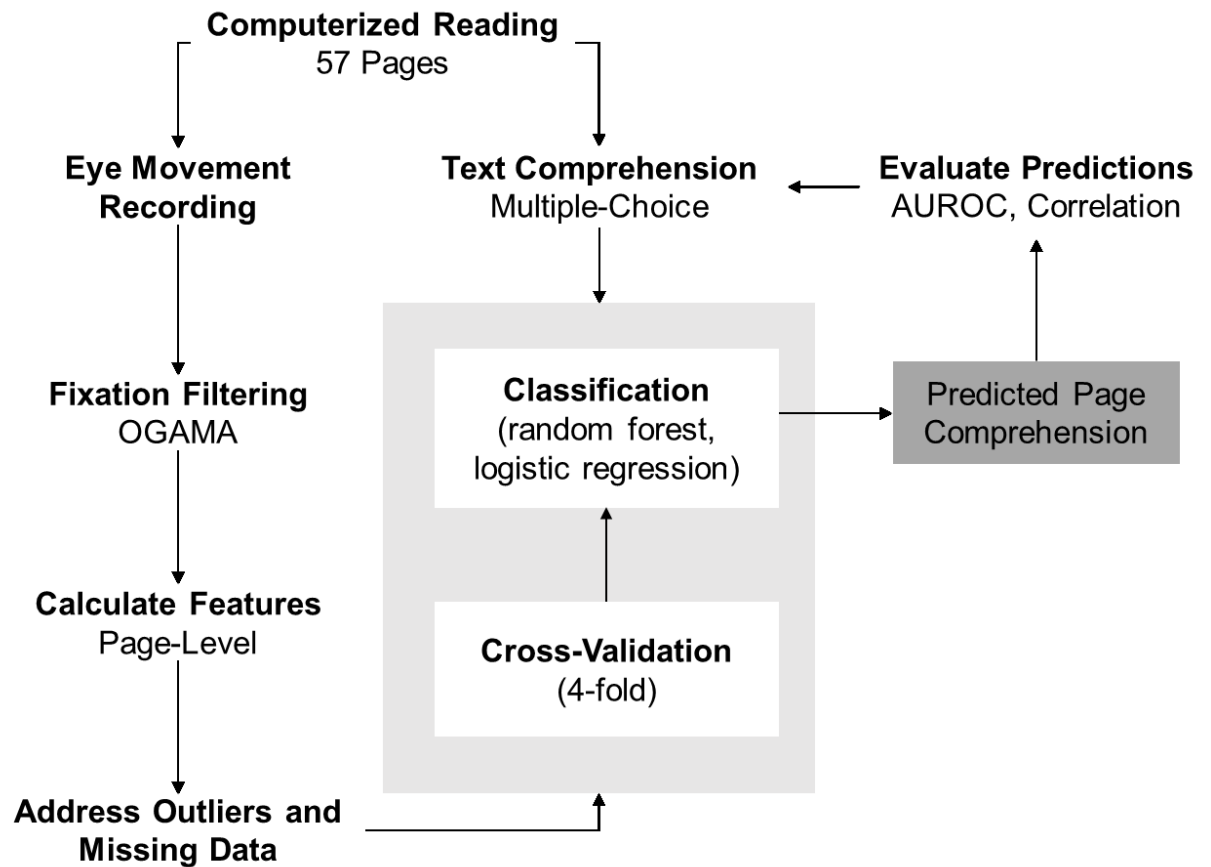 Computerized Reading
57 Pages
Eye Movement
Recording
Text Comprehension
Multiple-Choice
Evaluate Predictions
AUROC, Correlation
Fixation Filtering
OGAMA
Classification
(random forest,
logistic regression)
Predicted Page
Comprehension
Calculate Features
Page-Level
Cross-Validation
(4-fold)
Address Outliers and
Missing Data